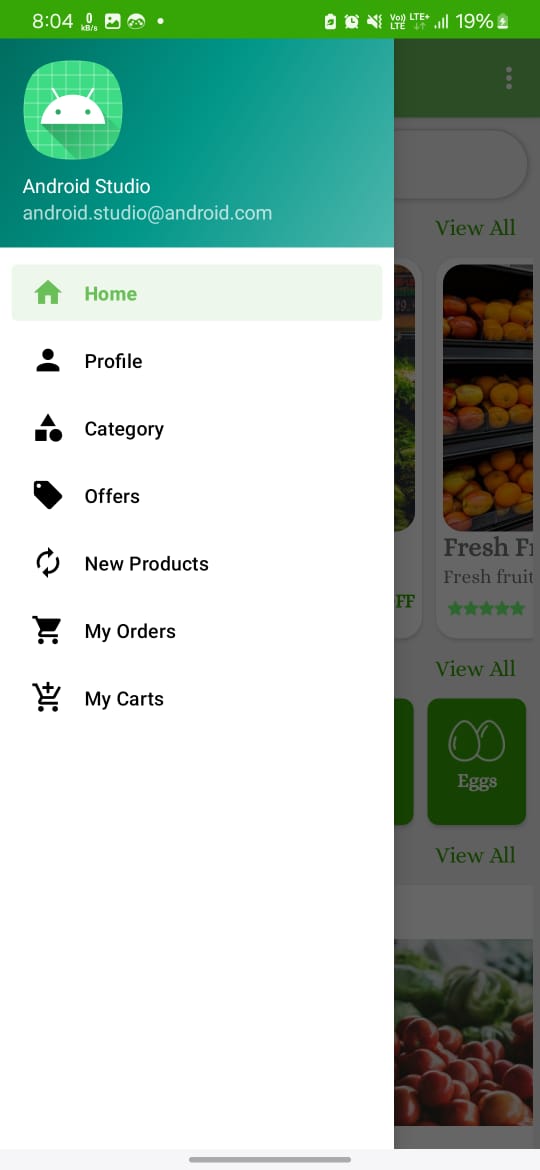 8:04 0 kB/s Vo)) LTE LTE+ 19%
Android Studio
android.studio@android.com
View All
Home
Profile
Category
Offers
New Products
My Orders
My Carts
Fresh Fr
Fresh fruit
FF
View All
Eggs
View All